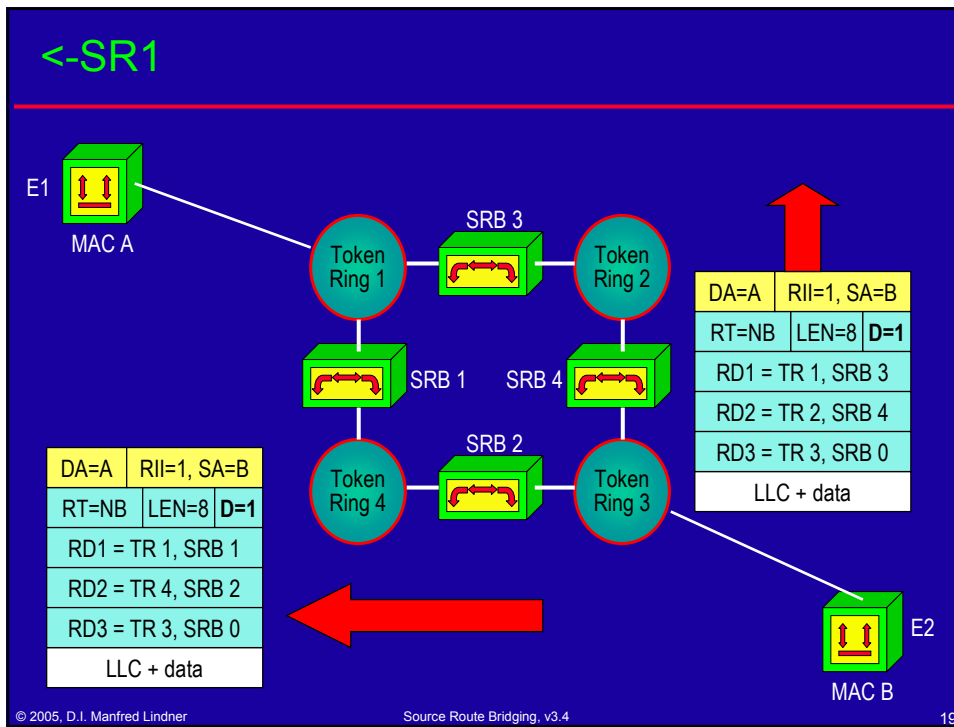 <-SR1
E1
MAC A
SRB 3
Token
Ring 1
Token
Ring 2
SRB 1
SRB 4
SRB 2
Token
Ring 4
Token
Ring 3
DA=A RII=1, SA=B
RT=NB LEN=8 D=1
RD1 = TR 1, SRB 3
RD2 = TR 2, SRB 4
RD3 = TR 3, SRB 0
LLC + data
DA=A RII=1, SA=B
RT=NB LEN=8 D=1
RD1 = TR 1, SRB 1
RD2 = TR 4, SRB 2
RD3 = TR 3, SRB 0
LLC + data
E2
MAC B
© 2005, D.I. Manfred Lindner Source Route Bridging, v3.4 19